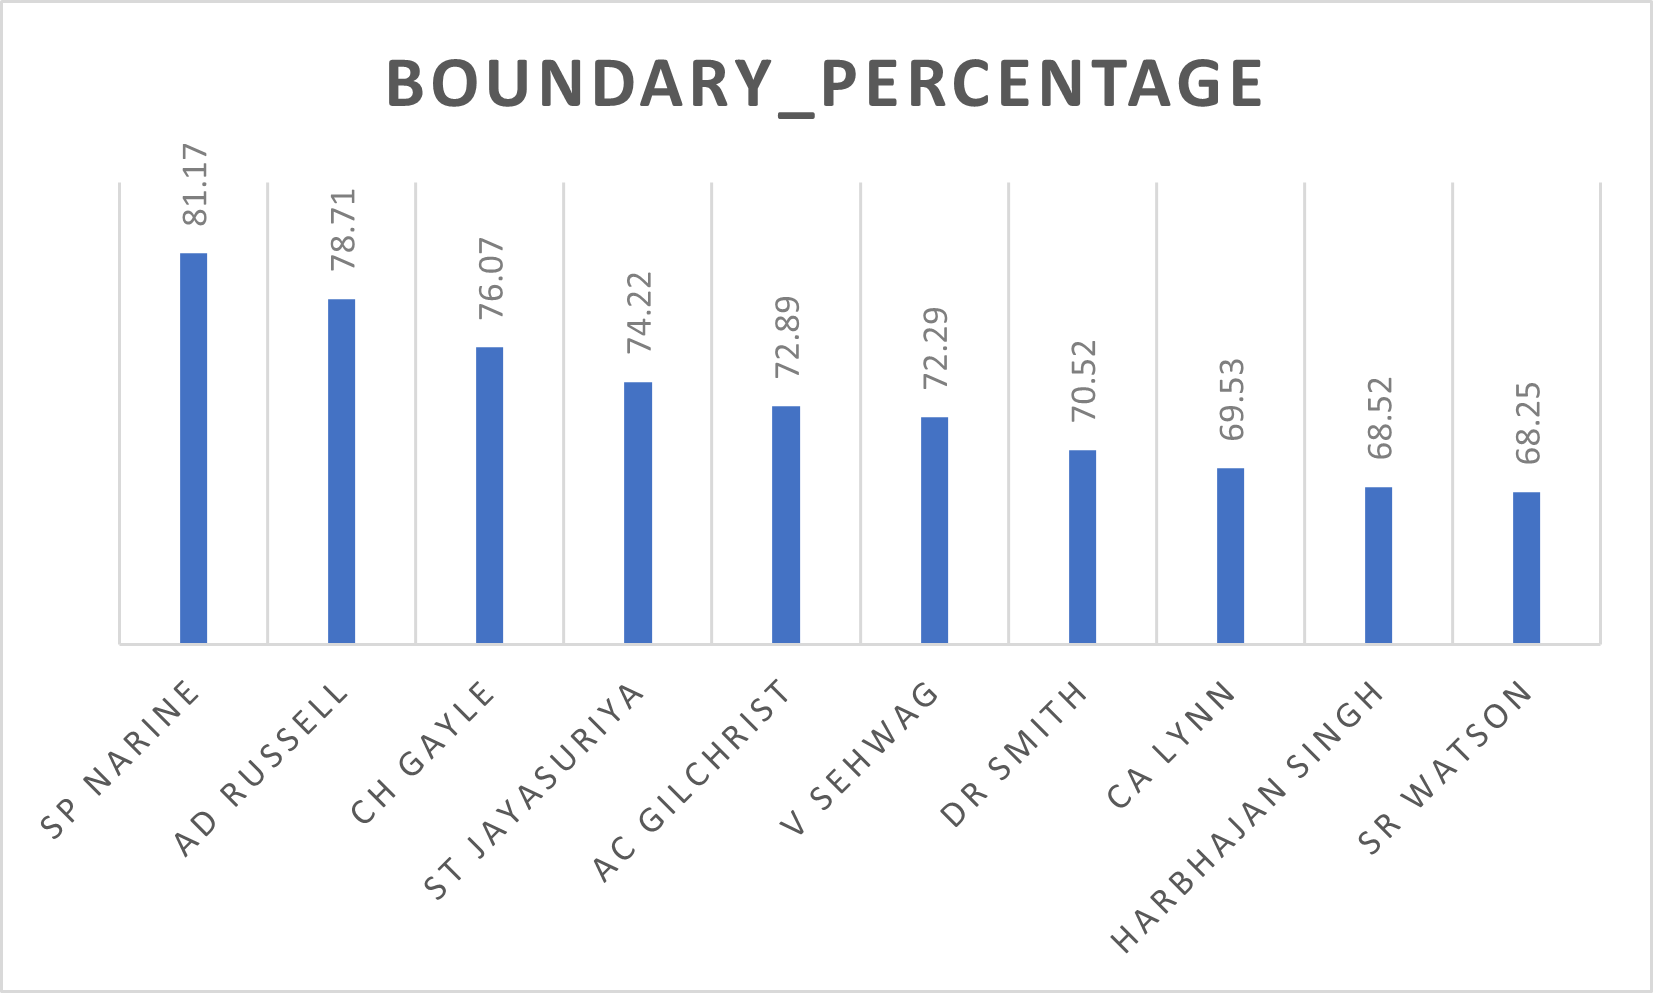 BOUNDARY_PERCENTAGE
81.17
78.71
76.07
74.22
72.89
72.29
70.52
69.53
68.52
68.25
SP NARINE
AD RUSSELL
CH GAYLE
ST JAYASURIYA
AC GILCHRIST
V SEHWAG
DR SMITH
CA LYNN
HARBHAJAN SINGH
SR WATSON